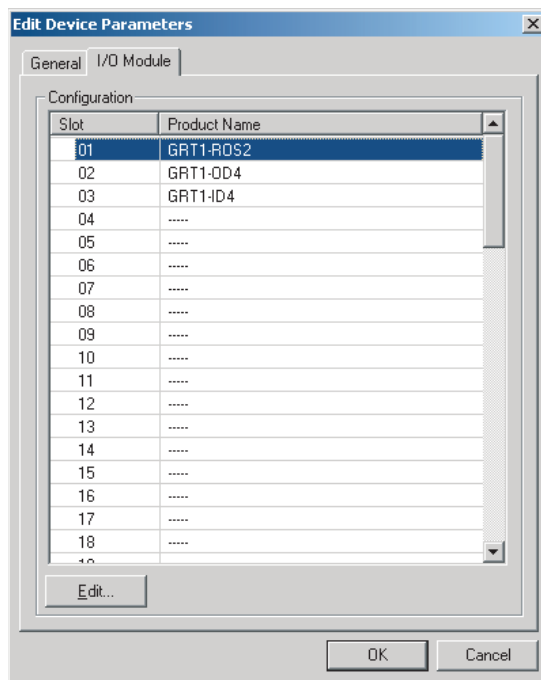 Edit Device Parameters
General I/O Module
Configuration
Slot Product Name
01 GRT1-ROS2
02 GRT1-OD4
03 GRT1-ID4
04 -----
05 -----
06 -----
07 -----
08 -----
09 -----
10 -----
11 -----
12 -----
13 -----
14 -----
15 -----
16 -----
17 -----
18 -----
Edit...
OK Cancel